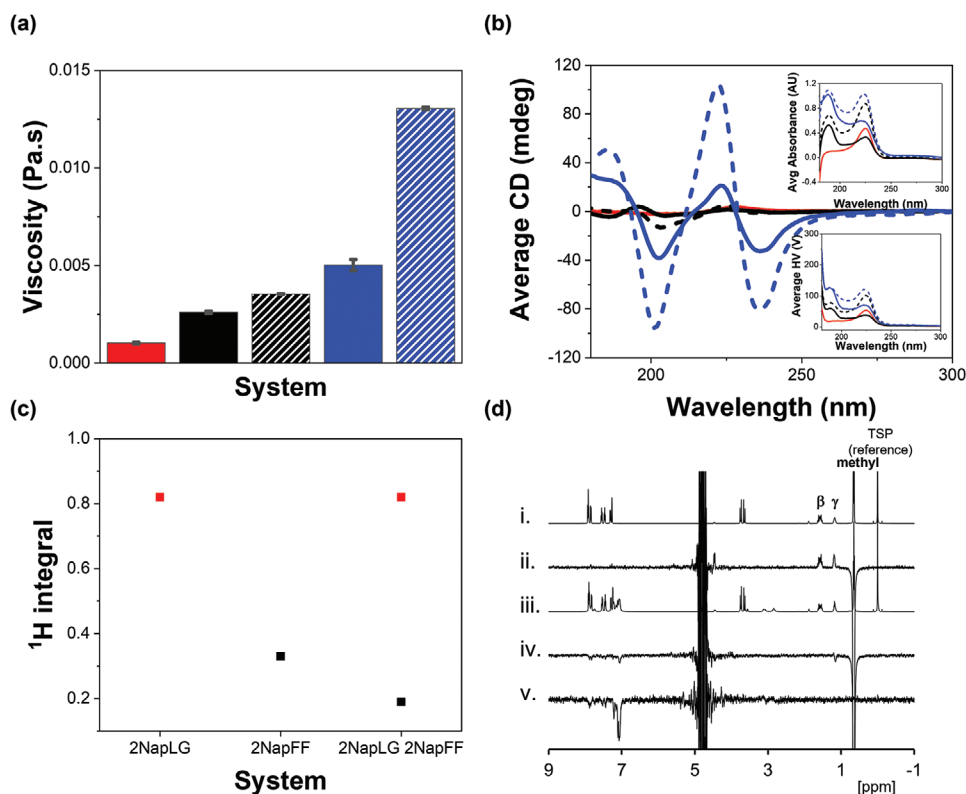 (a)
Viscosity (Pa.s)
0.015
0.010
0.005
0.000
System
(b)
Average CD (mdeg)
120
80
40
0
-40
-80
-120
200
250
300
Wavelength (nm)
Avg Absorbance (AU)
1.2
0.8
0.4
0.0
-0.4
200
250
300
Wavelength (nm)
Average HV (V)
300
200
100
0
200
250
300
Wavelength (nm)
(c)
¹H integral
1.0
0.8
0.6
0.4
0.2
2NapLG
2NapFF
2NapLG 2NapFF
System
(d)
TSP
(reference)
methyl
β γ
i.
ii.
iii.
iv.
v.
9 7 5 3 1 -1
[ppm]